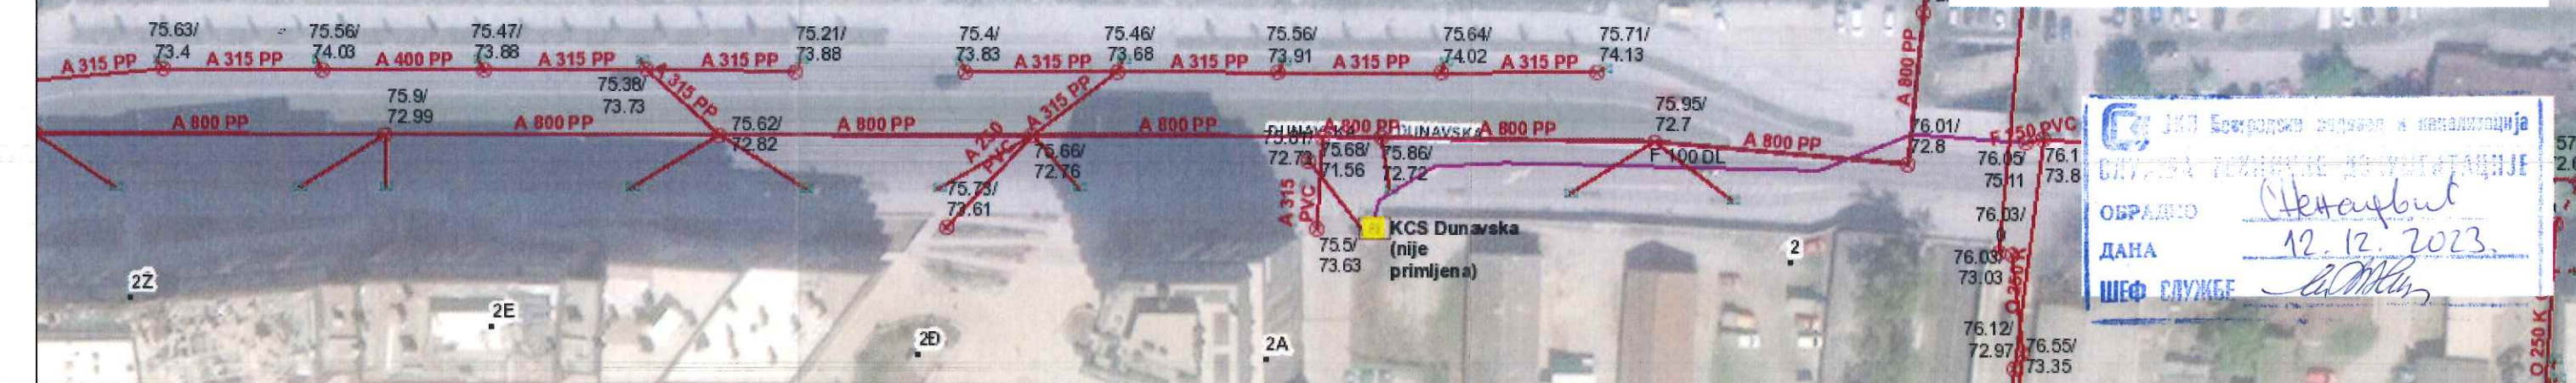 75.63/
73.4
75.56/
74.03
75.47/
73.88
75.21/
73.88
75.4/
73.83
75.46/
73.68
75.56/
73.91
75.64/
74.02
75.71/
74.13
A 315 PP
A 315 PP
A 400 PP
A 315 PP
A 315 PP
A 315 PP
A 315 PP
A 315 PP
A 315 PP
A 800 PP
75.38/
73.73
A 315 PP
A 315 PP
75.9/
72.99
75.95/
72.7
A 800 PP
A 800 PP
75.62/
72.82
A 800 PP
A 800 PP
A 800 PP
DUNAVSKA
A 800 PP
A 800 PP
F 100 DL
76.01/
72.8
F 150 PVC
A 250
PVC
75.66/
72.76
75.68/
71.56
75.86/
72.72
76.05/
75.11
76.1
73.8
75.73/
73.61
A 315
PVC
75.5/
73.63
KCS Dunavska
(nije
primljena)
2
76.03/
76.03/
73.03
O 250 K
2Ž
2E
2Đ
2A
76.12/
72.97
76.55/
73.35
O 250 K
ЈКП Београдски водовод и канализација
СЛУЖБА ТЕХНИЧКЕ ДОКУМЕНТАЦИЈЕ
ОБРАДИО
ДАНА 12.12.2023.
ШЕФ СЛУЖБЕ